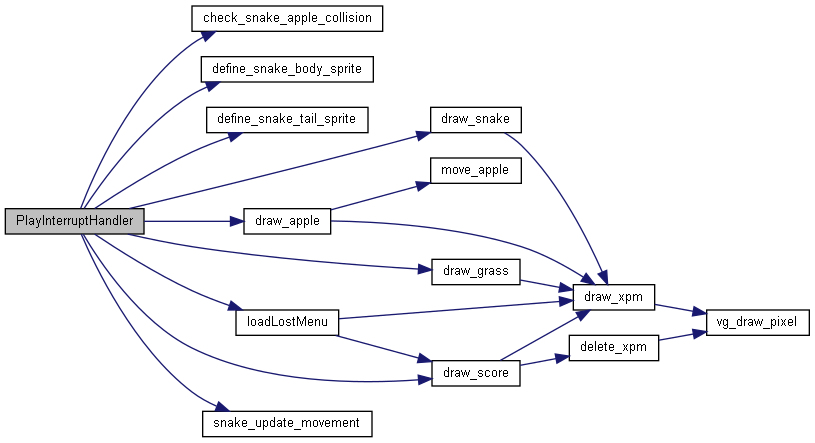 check_snake_apple_collision
define_snake_body_sprite
define_snake_tail_sprite
draw_snake
move_apple
PlayInterruptHandler
draw_apple
draw_grass
draw_xpm
loadLostMenu
vg_draw_pixel
delete_xpm
draw_score
snake_update_movement